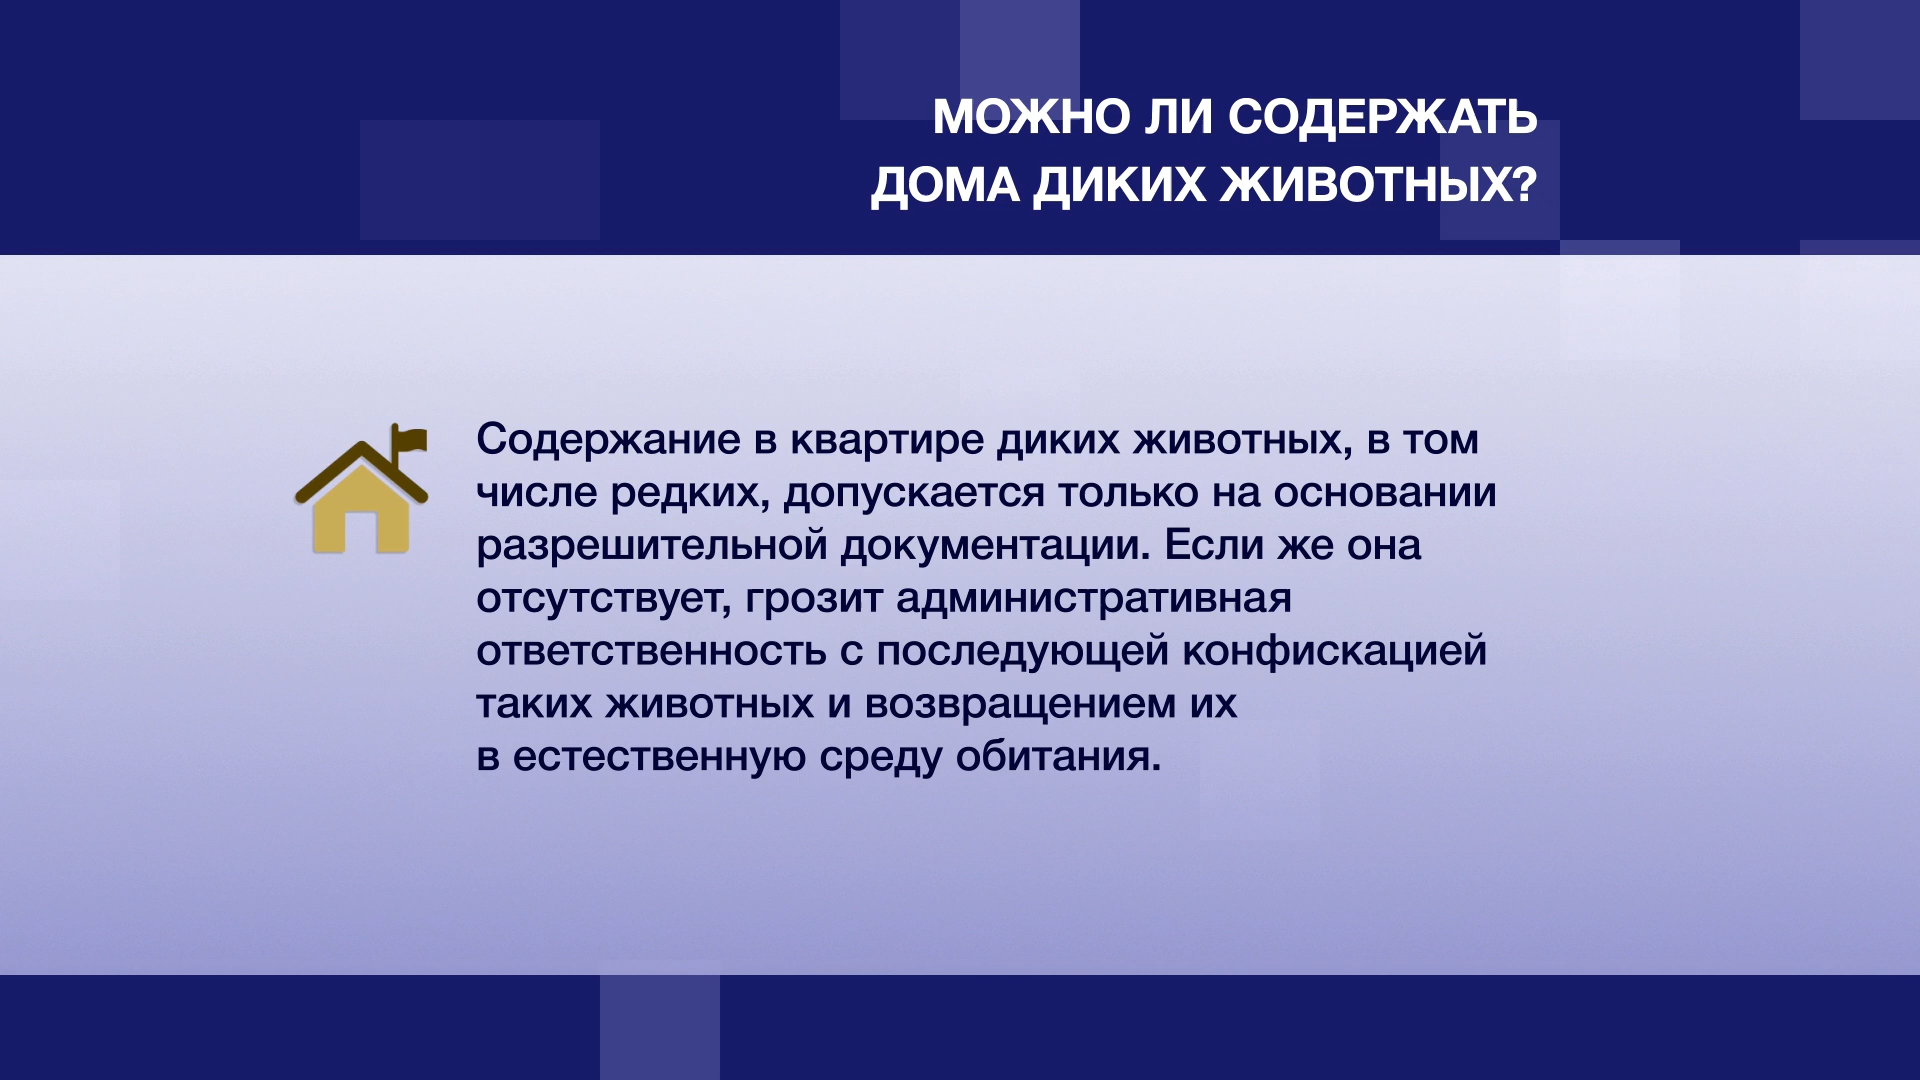 МОЖНО ЛИ СОДЕРЖАТЬ
ДОМА ДИКИХ ЖИВОТНЫХ?
Содержание в квартире диких животных, в том
числе редких, допускается только на основании
разрешительной документации. Если же она
отсутствует, грозит административная
ответственность с последующей конфискацией
таких животных и возвращением их
в естественную среду обитания.